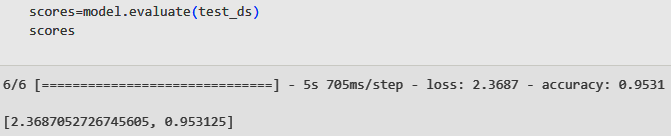 scores=model.evaluate(test_ds)
scores
6/6 [==============================] - 5s 705ms/step - loss: 2.3687 - accuracy: 0.9531
[2.3687052726745605, 0.953125]